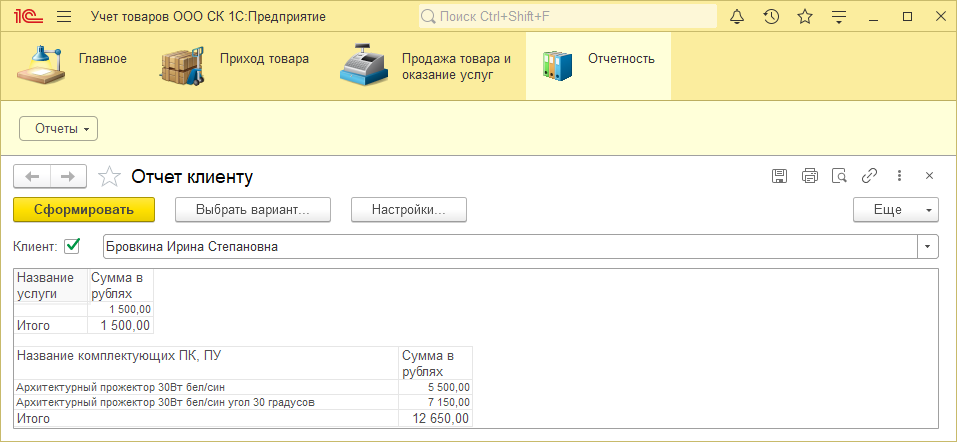 1С Учет товаров ООО СК 1С:Предприятие Поиск Ctrl+Shift+F
Главное Приход товара Продажа товара и Отчетность
оказание услуг
Отчеты
Отчет клиенту
Сформировать Выбрать вариант... Настройки... Еще
Клиент: Бровкина Ирина Степановна
Название Сумма в
услуги рублях
1 500,00
Итого 1 500,00
Название комплектующих ПК, ПУ Сумма в
рублях
Архитектурный прожектор 30Вт бел/син 5 500,00
Архитектурный прожектор 30Вт бел/син угол 30 градусов 7 150,00
Итого 12 650,00